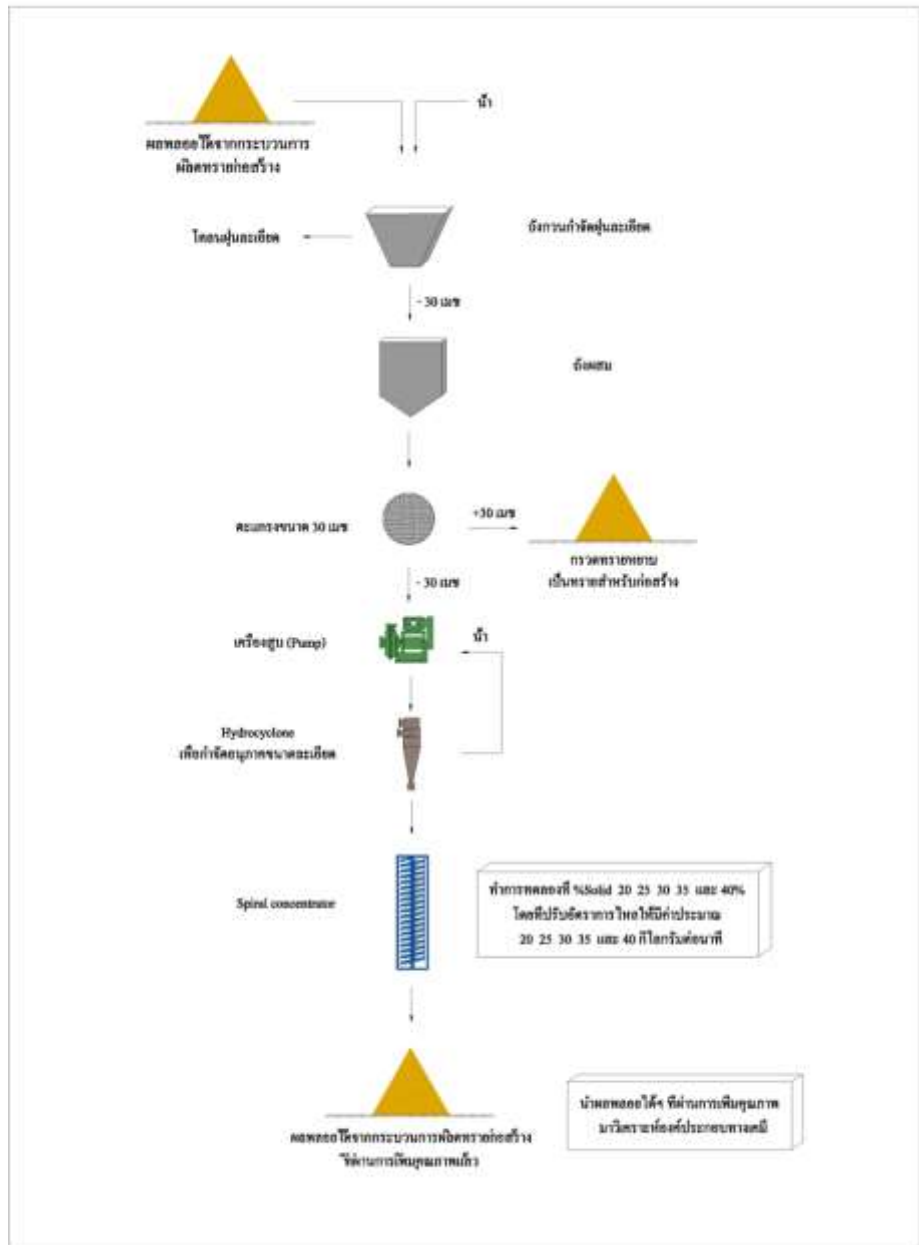 น้ำ
ผลพลอยได้จากกระบวนการ
ผลิตทรายก่อสร้าง
โคลนฝุ่นละเอียด
ถังกวนกำจัดฝุ่นละเอียด
- 30 เมช
ถังผสม
ตะแกรงขนาด 30 เมช
+30 เมช
กรวดทรายหยาบ
เป็นทรายสำหรับก่อสร้าง
- 30 เมช
เครื่องสูบ (Pump)
น้ำ
Hydrocyclone
เพื่อกำจัดอนุภาคขนาดละเอียด
Spiral concentrator
ทำการทดลองที่ %Solid 20 25 30 35 และ 40%
โดยที่ปรับอัตราการไหลให้มีค่าประมาณ
20 25 30 35 และ 40 กิโลกรัมต่อนาที
ผลพลอยได้จากกระบวนการผลิตทรายก่อสร้าง
ที่ผ่านการเพิ่มคุณภาพแล้ว
นำผลพลอยได้ฯ ที่ผ่านการเพิ่มคุณภาพ
มาวิเคราะห์องค์ประกอบทางเคมี